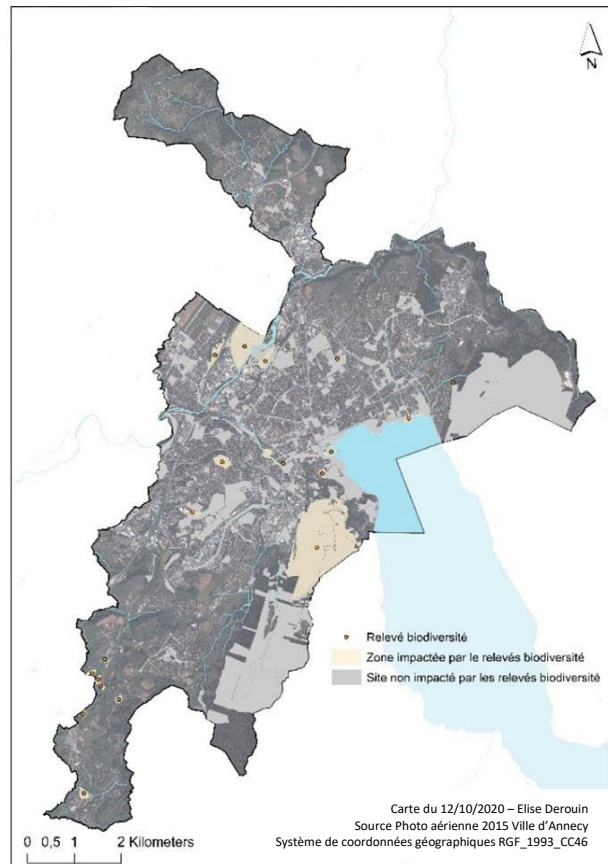 N
Relevé biodiversité
Zone impactée par le relevés biodiversité
Site non impacté par les relevés biodiversité
Carte du 12/10/2020 – Elise Derouin
Source Photo aérienne 2015 Ville d’Annecy
Système de coordonnées géographiques RGF_1993_CC46
0 0,5 1 2 Kilometers